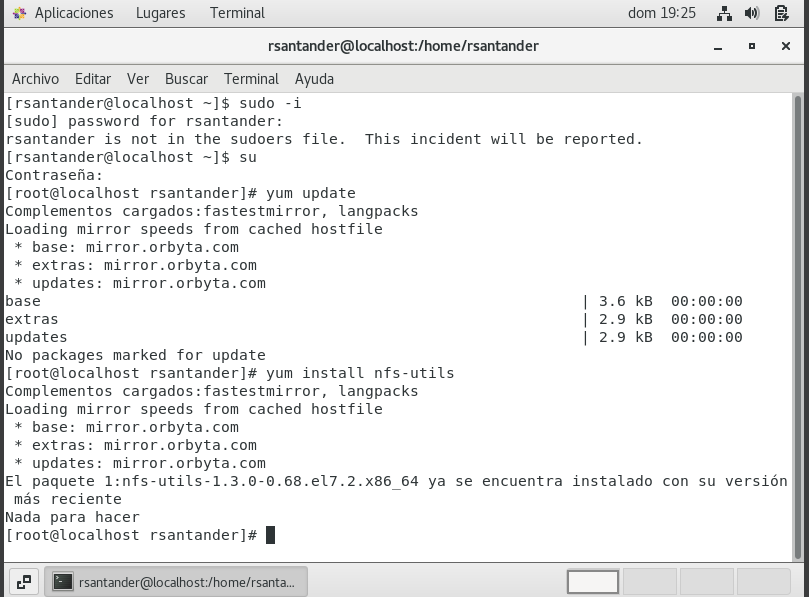 Aplicaciones Lugares Terminal dom 19:25
rsantander@localhost:/home/rsantander
Archivo Editar Ver Buscar Terminal Ayuda
[rsantander@localhost ~]$ sudo -i
[sudo] password for rsantander:
rsantander is not in the sudoers file.  This incident will be reported.
[rsantander@localhost ~]$ su
Contraseña:
[root@localhost rsantander]# yum update
Complementos cargados:fastestmirror, langpacks
Loading mirror speeds from cached hostfile
 * base: mirror.orbyta.com
 * extras: mirror.orbyta.com
 * updates: mirror.orbyta.com
base | 3.6 kB  00:00:00
extras | 2.9 kB  00:00:00
updates | 2.9 kB  00:00:00
No packages marked for update
[root@localhost rsantander]# yum install nfs-utils
Complementos cargados:fastestmirror, langpacks
Loading mirror speeds from cached hostfile
 * base: mirror.orbyta.com
 * extras: mirror.orbyta.com
 * updates: mirror.orbyta.com
El paquete 1:nfs-utils-1.3.0-0.68.el7.2.x86_64 ya se encuentra instalado con su versión
 más reciente
Nada para hacer
[root@localhost rsantander]#
rsantander@localhost:/home/rsanta...